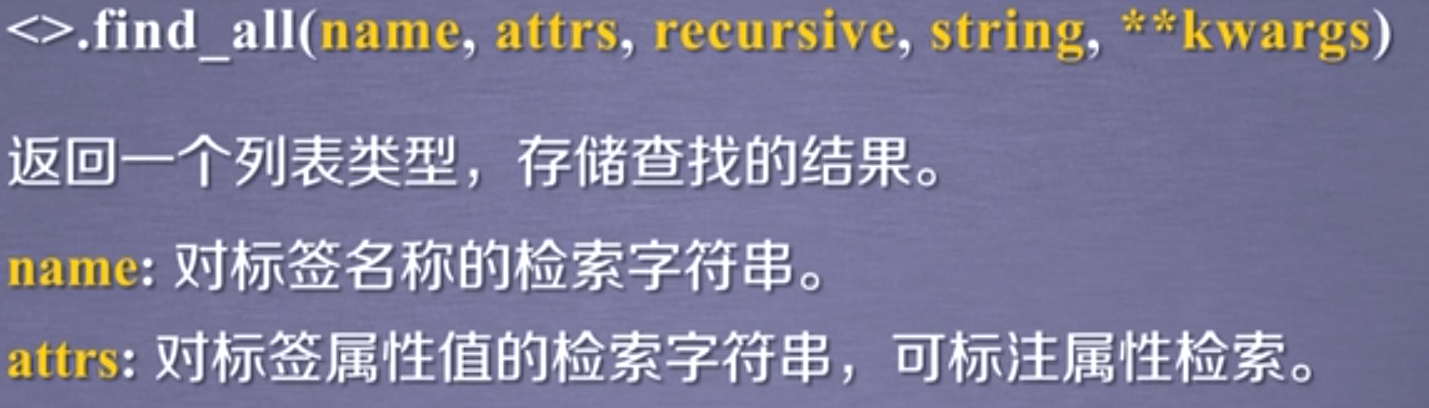 <>.find_all(name, attrs, recursive, string, **kwargs)
返回一个列表类型，存储查找的结果。
name: 对标签名称的检索字符串。
attrs: 对标签属性值的检索字符串，可标注属性检索。